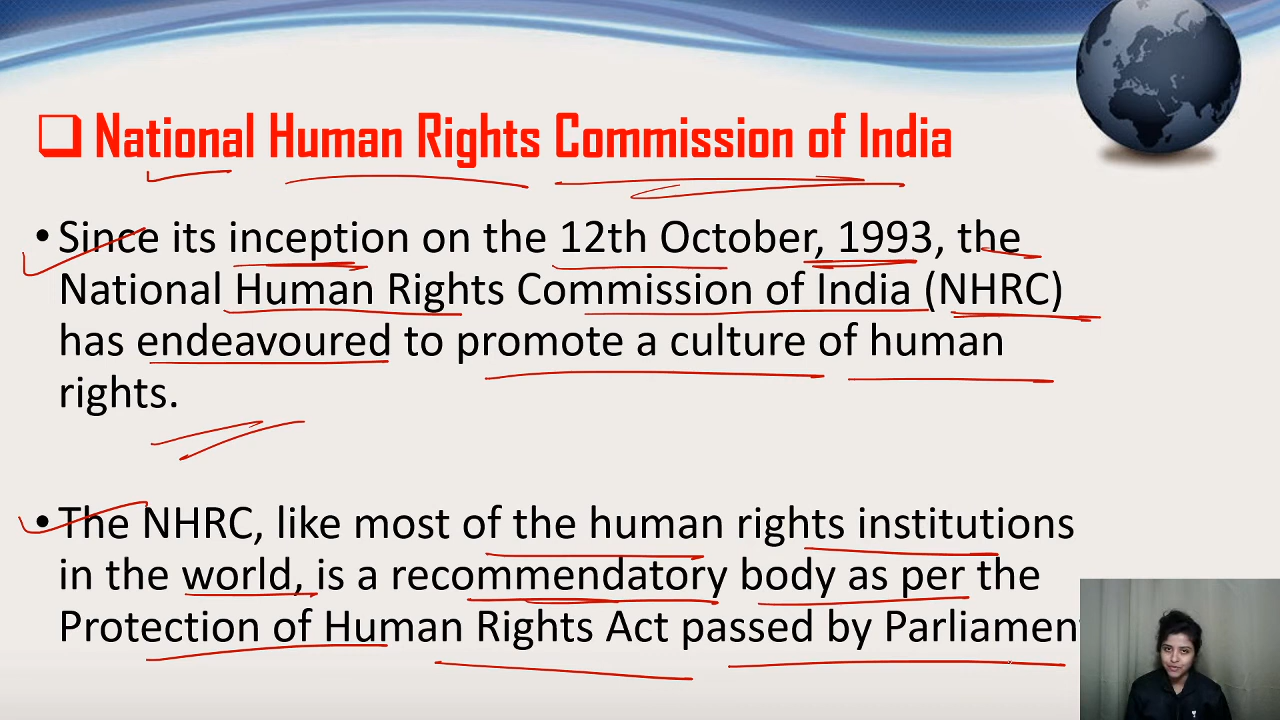 National Human Rights Commission of India
• Since its inception on the 12th October, 1993, the
National Human Rights Commission of India (NHRC)
has endeavoured to promote a culture of human
rights.
• The NHRC, like most of the human rights institutions
in the world, is a recommendatory body as per the
Protection of Human Rights Act passed by Parliament